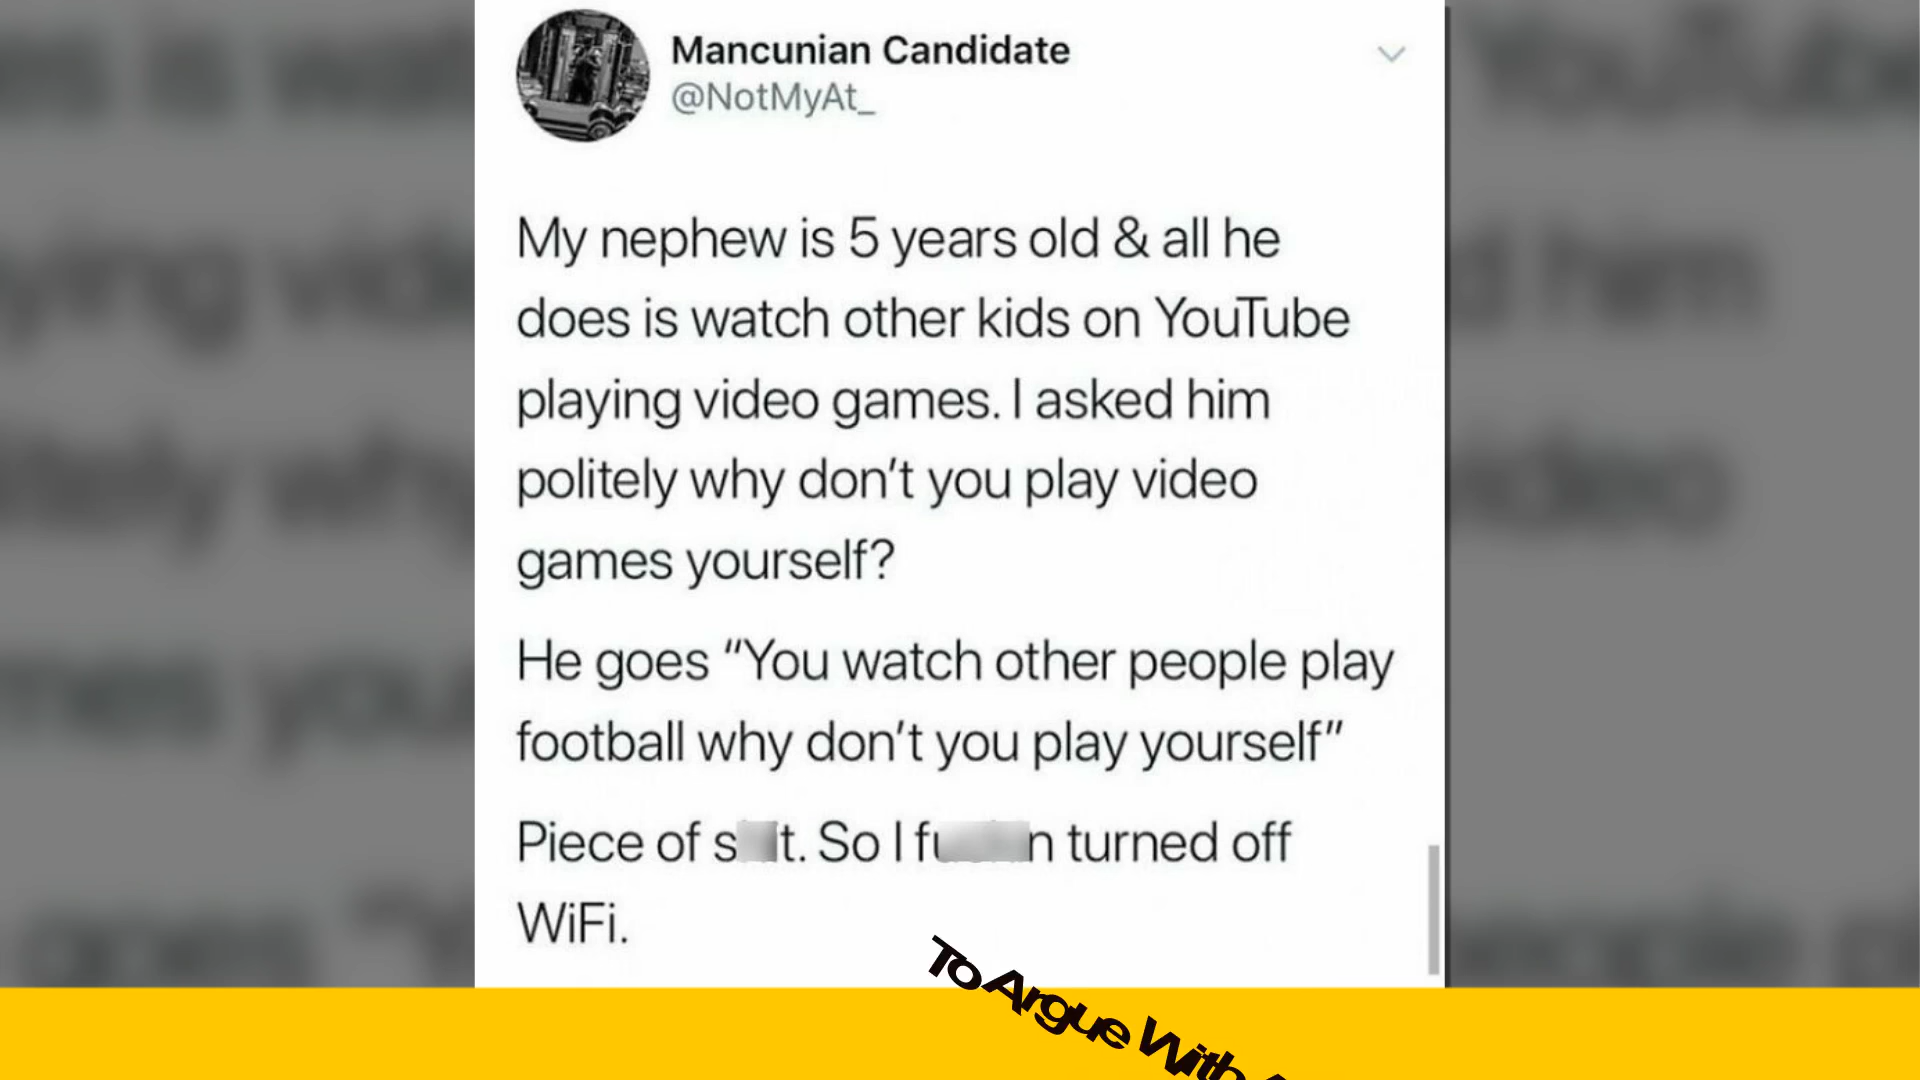 Mancunian Candidate
@NotMyAt_
My nephew is 5 years old & all he
does is watch other kids on YouTube
playing video games. I asked him
politely why don't you play video
games yourself?
He goes "You watch other people play
football why don't you play yourself"
Piece of s t. So I fu n turned off
WiFi.
To Argue With